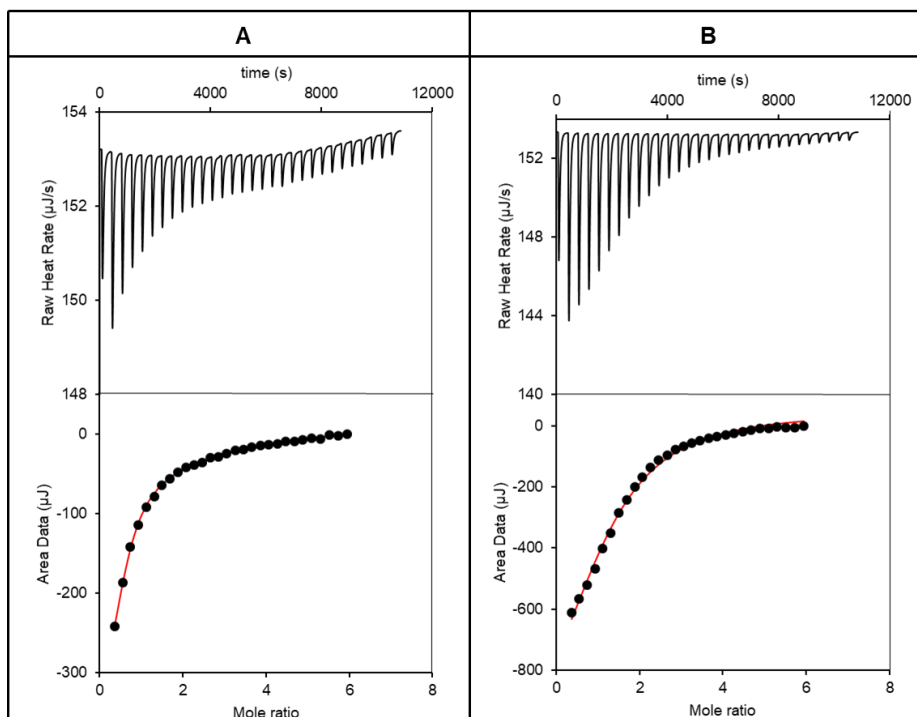 A
B
time (s)
0 4000 8000 12000
154
152
150
148
Raw Heat Rate (µJ/s)
0
-100
-200
-300
Area Data (µJ)
0 2 4 6 8
Mole ratio
time (s)
0 4000 8000 12000
152
148
144
140
Raw Heat Rate (µJ/s)
0
-200
-400
-600
-800
Area Data (µJ)
0 2 4 6 8
Mole ratio